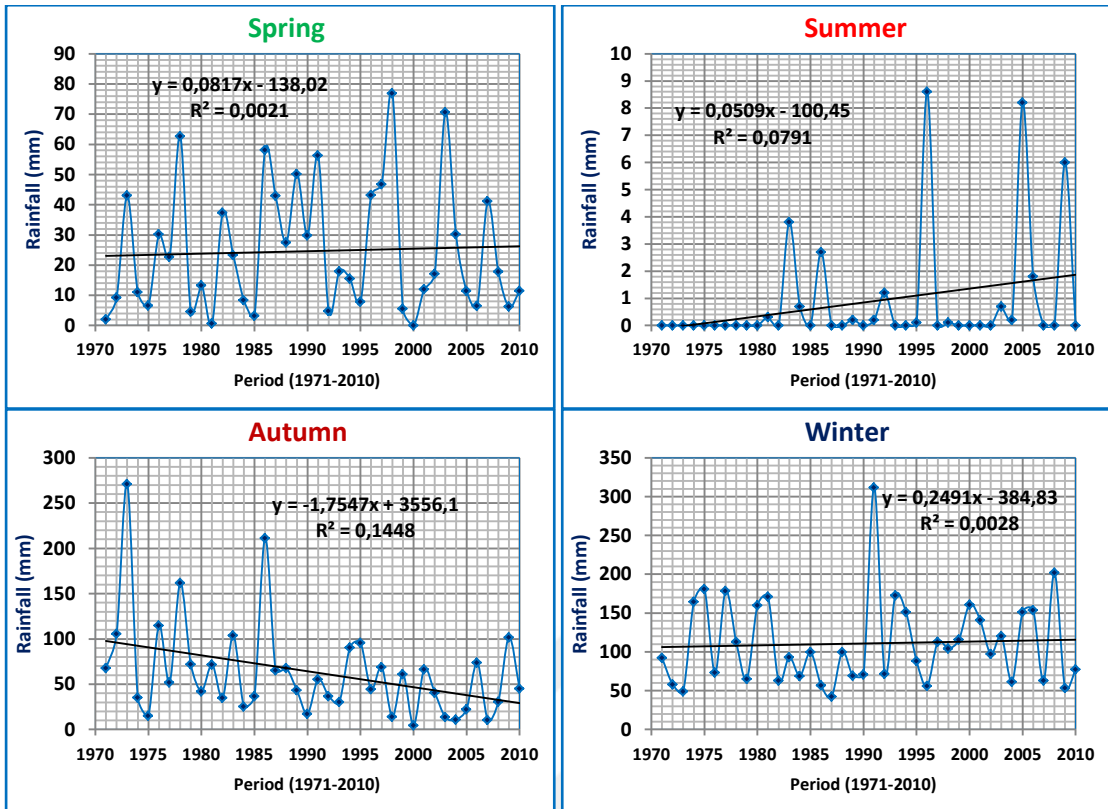 Spring
90
80
70
60
50
40
30
20
10
0
Rainfall (mm)
y = 0,0817x - 138,02
R² = 0,0021
1970 1975 1980 1985 1990 1995 2000 2005 2010
Period (1971-2010)
Summer
10
9
8
7
6
5
4
3
2
1
0
Rainfall (mm)
y = 0,0509x - 100,45
R² = 0,0791
1970 1975 1980 1985 1990 1995 2000 2005 2010
Period (1971-2010)
Autumn
300
250
200
150
100
50
0
Rainfall (mm)
y = -1,7547x + 3556,1
R² = 0,1448
1970 1975 1980 1985 1990 1995 2000 2005 2010
Period (1971-2010)
Winter
350
300
250
200
150
100
50
0
Rainfall (mm)
y = 0,2491x - 384,83
R² = 0,0028
1970 1975 1980 1985 1990 1995 2000 2005 2010
Period (1971-2010)